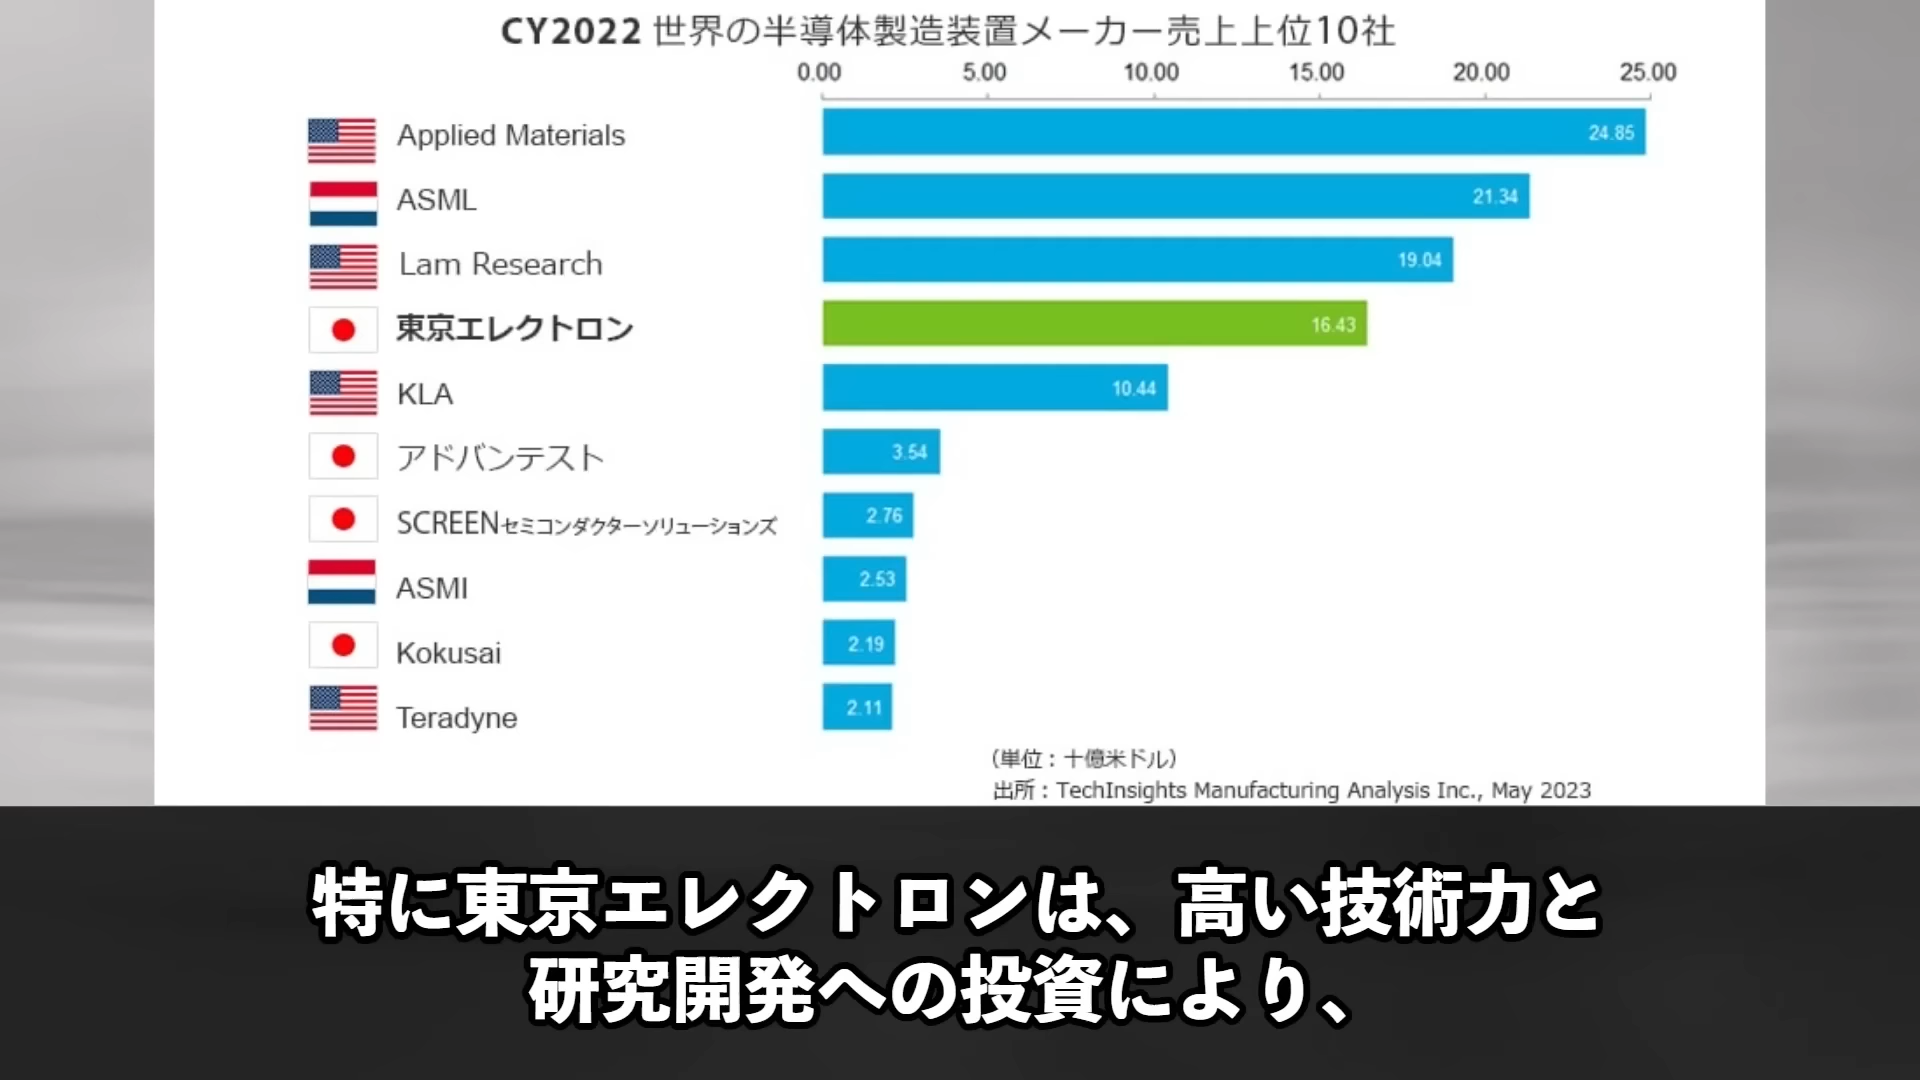 CY2022 世界の半導体製造装置メーカー売上上位10社
0.00 5.00 10.00 15.00 20.00 25.00
Applied Materials 24.85
ASML 21.34
Lam Research 19.04
東京エレクトロン 16.43
KLA 10.44
アドバンテスト 3.54
SCREENセミコンダクターソリューションズ 2.76
ASMI 2.53
Kokusai 2.19
Teradyne 2.11
（単位：十億米ドル）
出所：TechInsights Manufacturing Analysis Inc., May 2023
特に東京エレクトロンは、高い技術力と
研究開発への投資により、